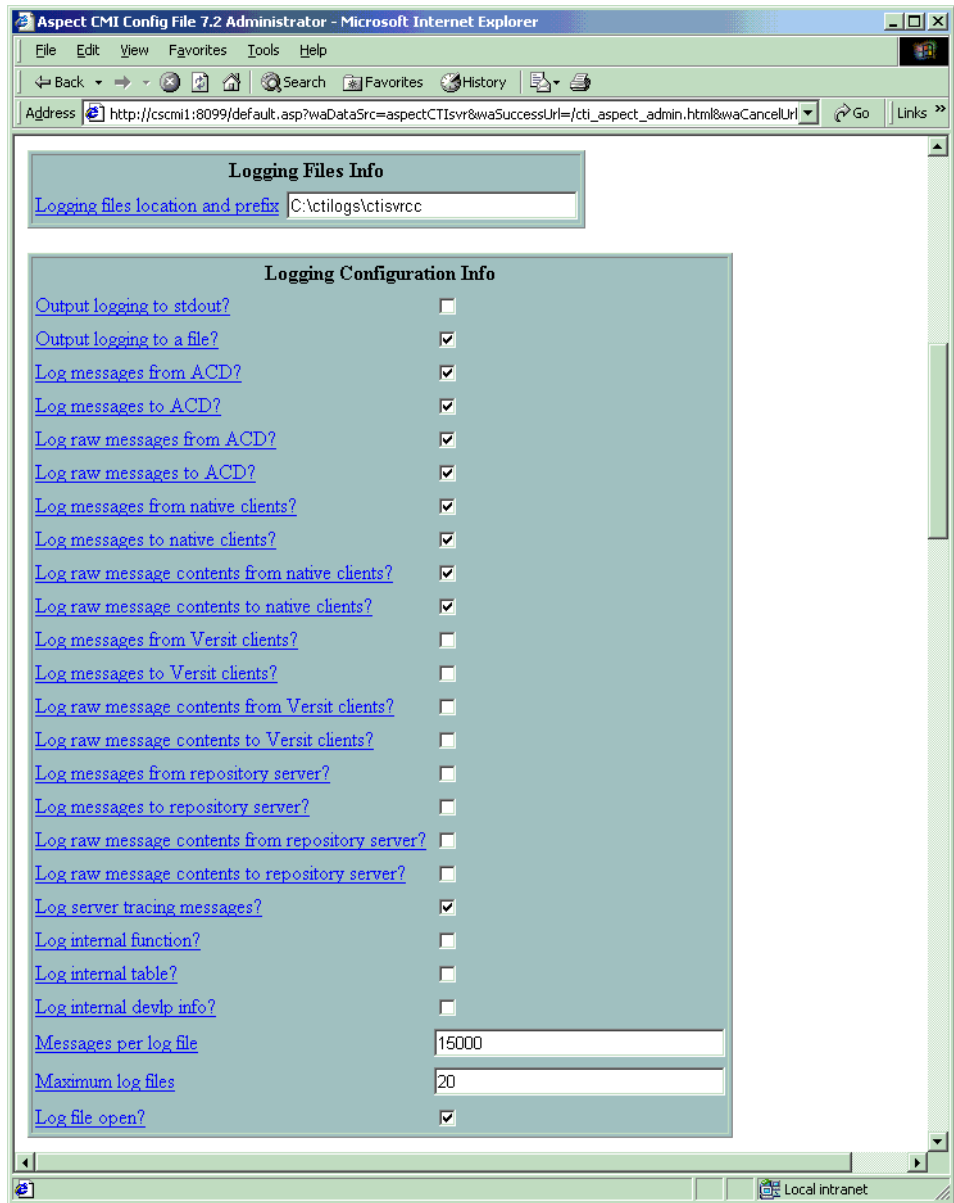 Aspect CMI Config File 7.2 Administrator - Microsoft Internet Explorer
File Edit View Favorites Tools Help
Back Search Favorites History
Address http://cscmi1:8099/default.asp?waDataSrc=aspectCTIsvr&waSuccessUrl=/cti_aspect_admin.html&waCancelUrl Go Links »
Logging Files Info
Logging files location and prefix C:\ctilogs\ctisvrcc
Logging Configuration Info
Output logging to stdout?
Output logging to a file?
Log messages from ACD?
Log messages to ACD?
Log raw messages from ACD?
Log raw messages to ACD?
Log messages from native clients?
Log messages to native clients?
Log raw message contents from native clients?
Log raw message contents to native clients?
Log messages from Versit clients?
Log messages to Versit clients?
Log raw message contents from Versit clients?
Log raw message contents to Versit clients?
Log messages from repository server?
Log messages to repository server?
Log raw message contents from repository server?
Log raw message contents to repository server?
Log server tracing messages?
Log internal function?
Log internal table?
Log internal devlp info?
Messages per log file 15000
Maximum log files 20
Log file open?
Local intranet